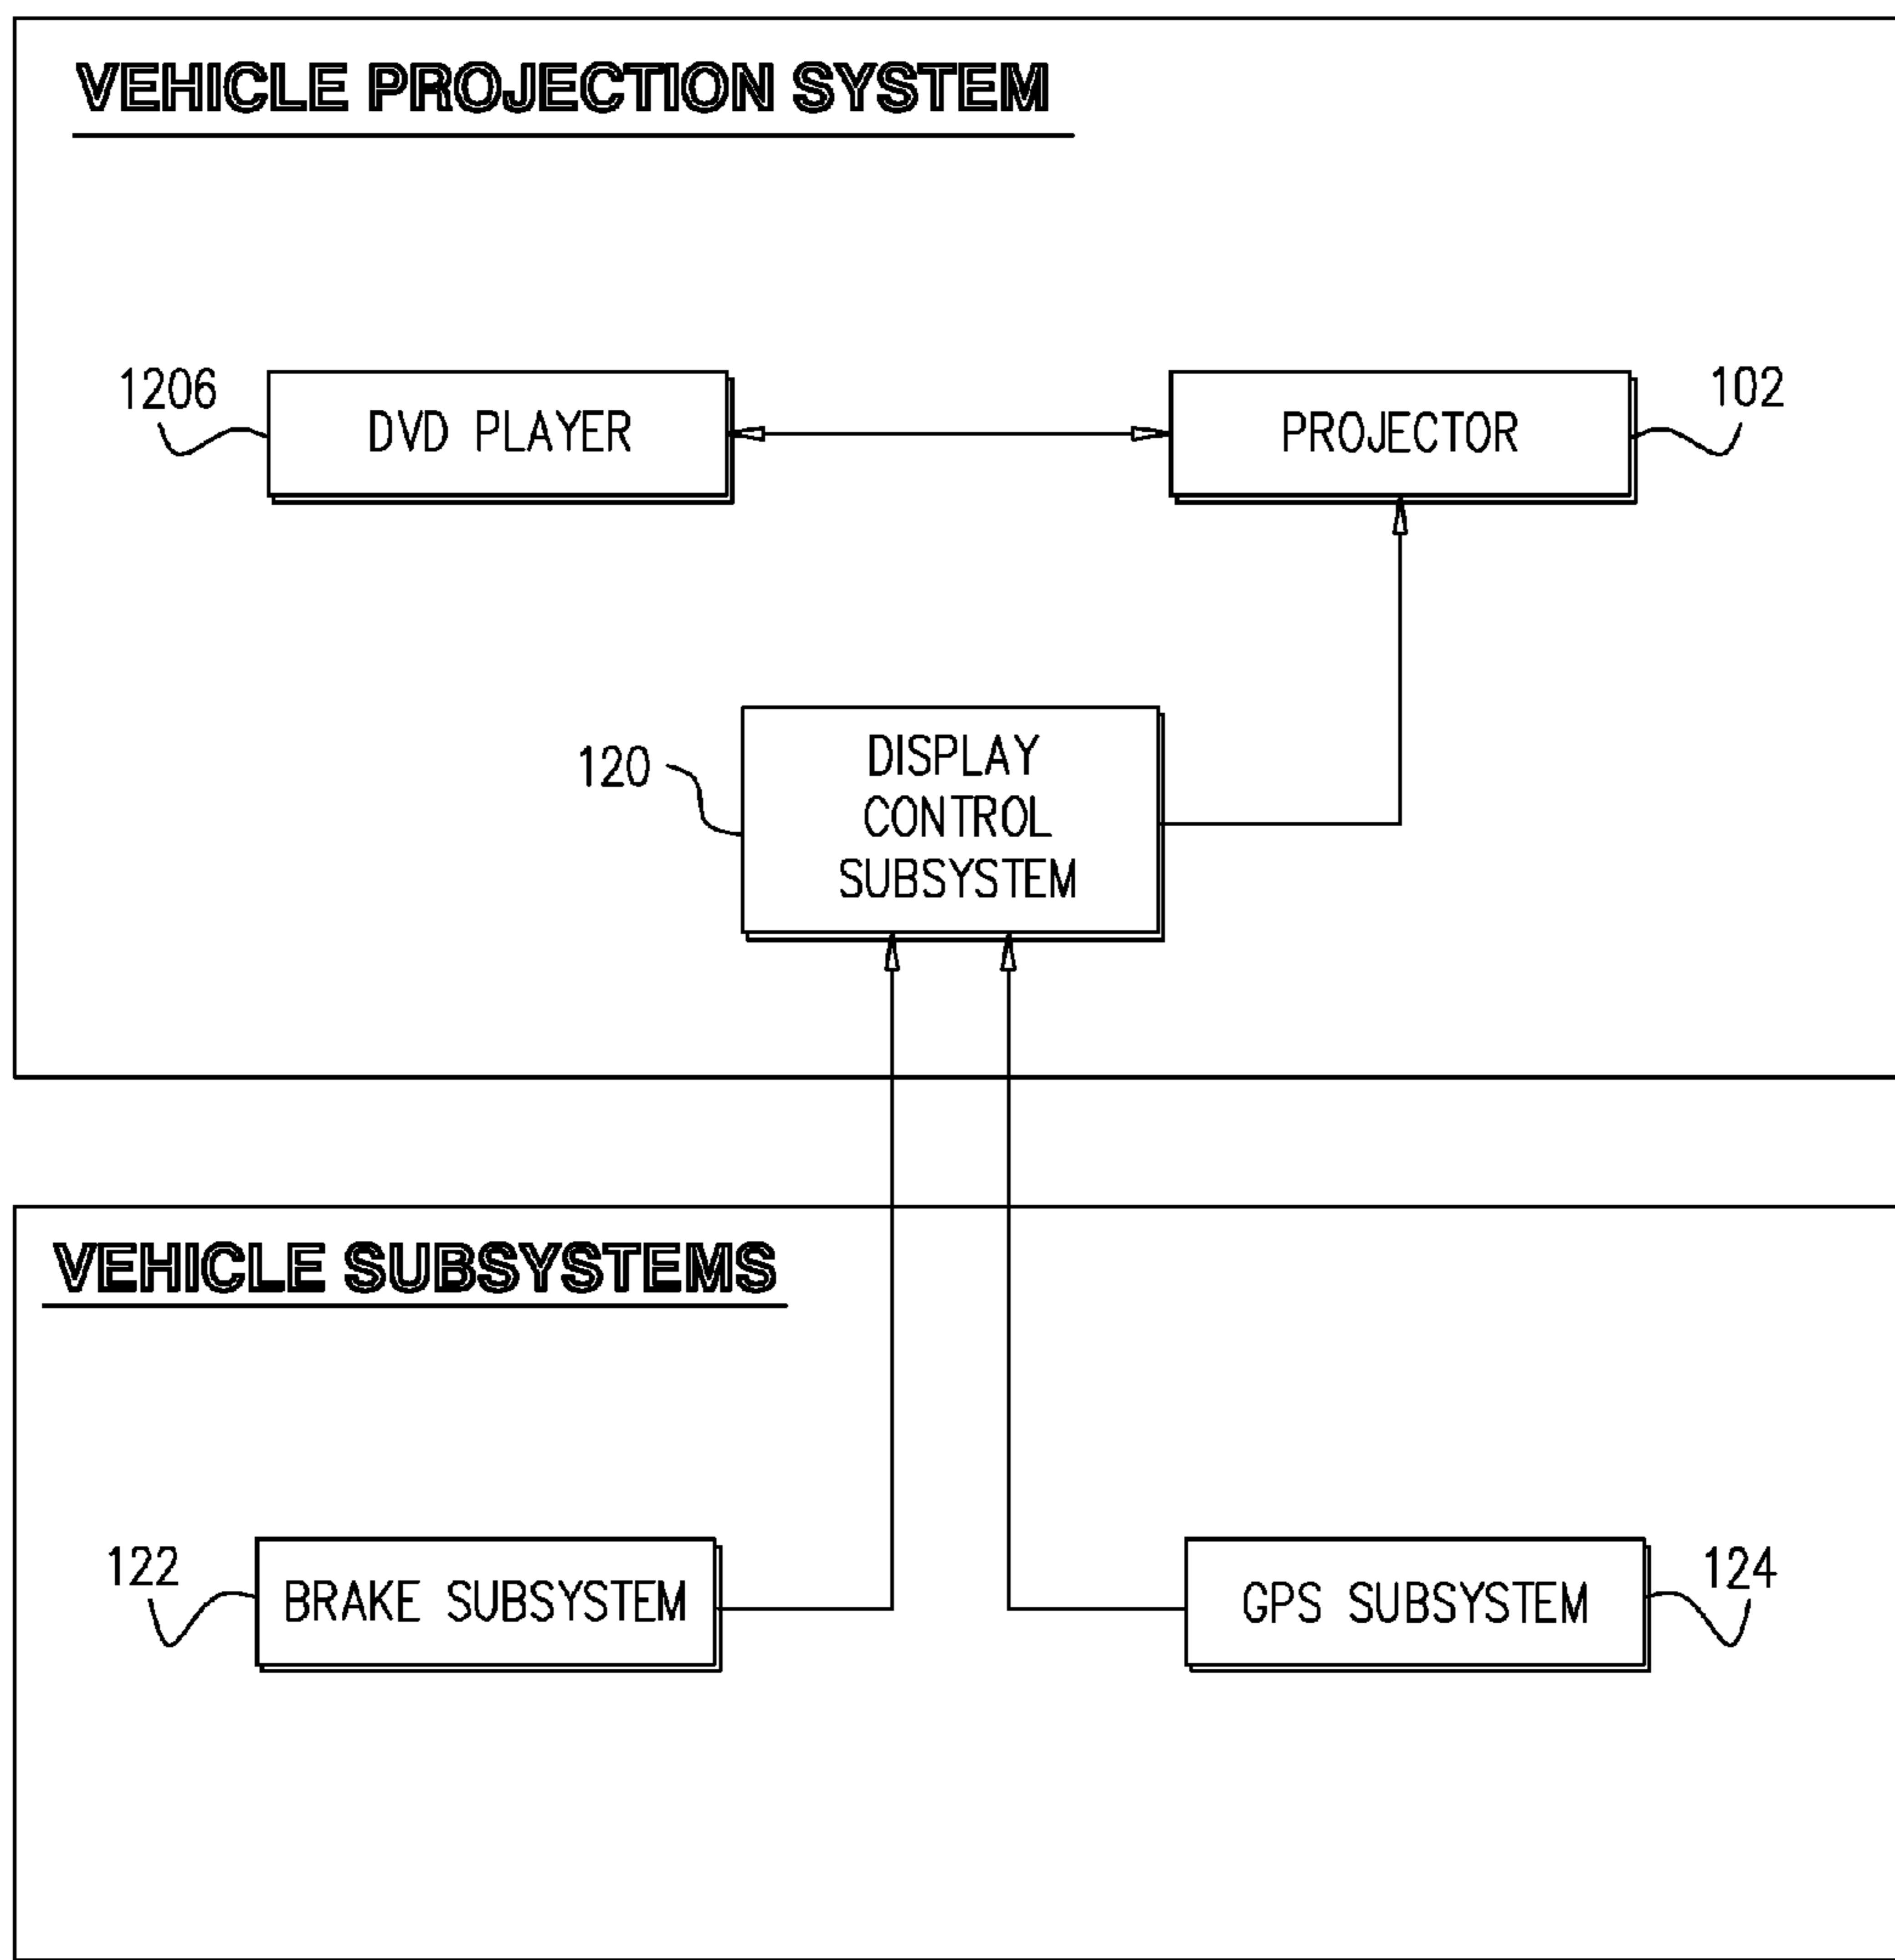 VEHICLE PROJECTION SYSTEM
1206
DVD PLAYER
PROJECTOR
102
120
DISPLAY
CONTROL
SUBSYSTEM
VEHICLE SUBSYSTEMS
122
BRAKE SUBSYSTEM
GPS SUBSYSTEM
124